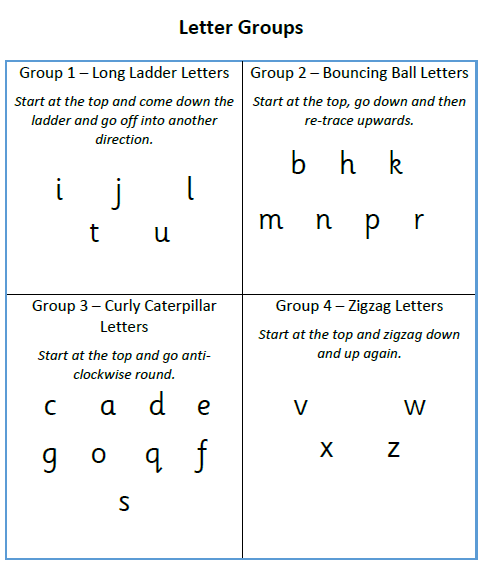 Letter Groups
Group 1 – Long Ladder Letters
Start at the top and come down the
ladder and go off into another
direction.
i j l
t u
Group 2 – Bouncing Ball Letters
Start at the top, go down and then
re-trace upwards.
b h k
m n p r
Group 3 – Curly Caterpillar
Letters
Start at the top and go anti-
clockwise round.
c a d e
g o q f
s
Group 4 – Zigzag Letters
Start at the top and zigzag down
and up again.
v w
x z